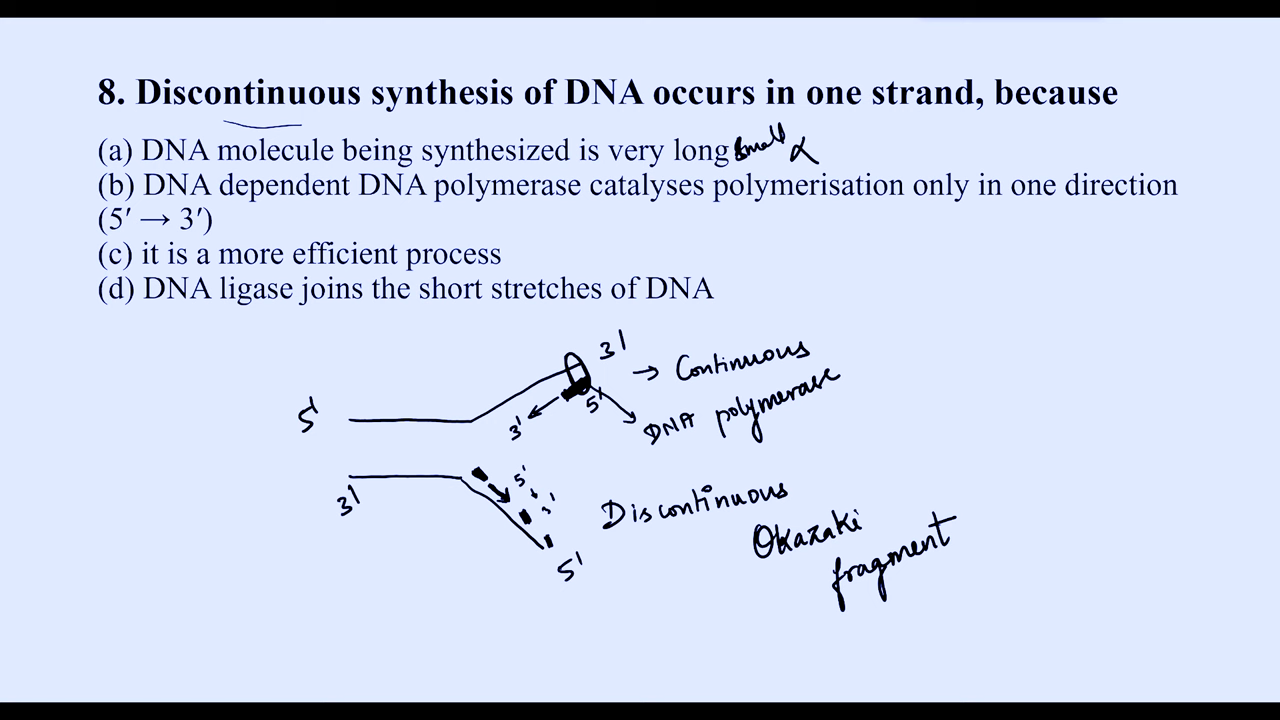 8. Discontinuous synthesis of DNA occurs in one strand, because
(a) DNA molecule being synthesized is very long small
(b) DNA dependent DNA polymerase catalyses polymerisation only in one direction
(5′ → 3′)
(c) it is a more efficient process
(d) DNA ligase joins the short stretches of DNA
3' → Continuous
5'
5'
3'
DNA polymerase
3'
5'
3'
Discontinuous
Okazaki
fragment
5'